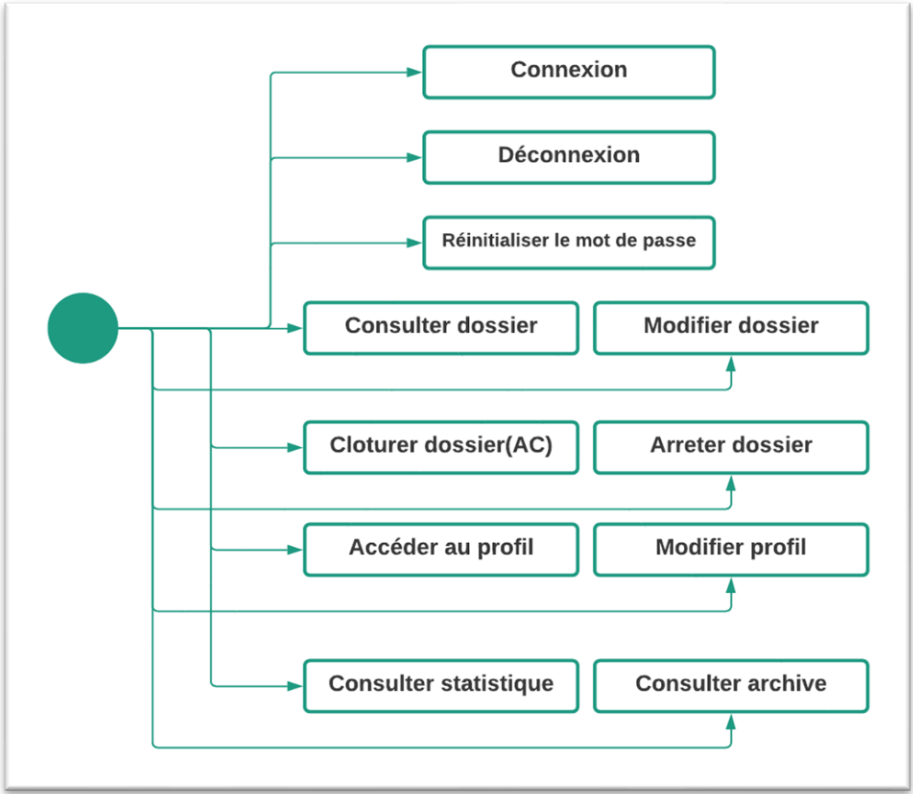 Connexion
Déconnexion
Réinitialiser le mot de passe
Consulter dossier
Modifier dossier
Cloturer dossier(AC)
Arreter dossier
Accéder au profil
Modifier profil
Consulter statistique
Consulter archive